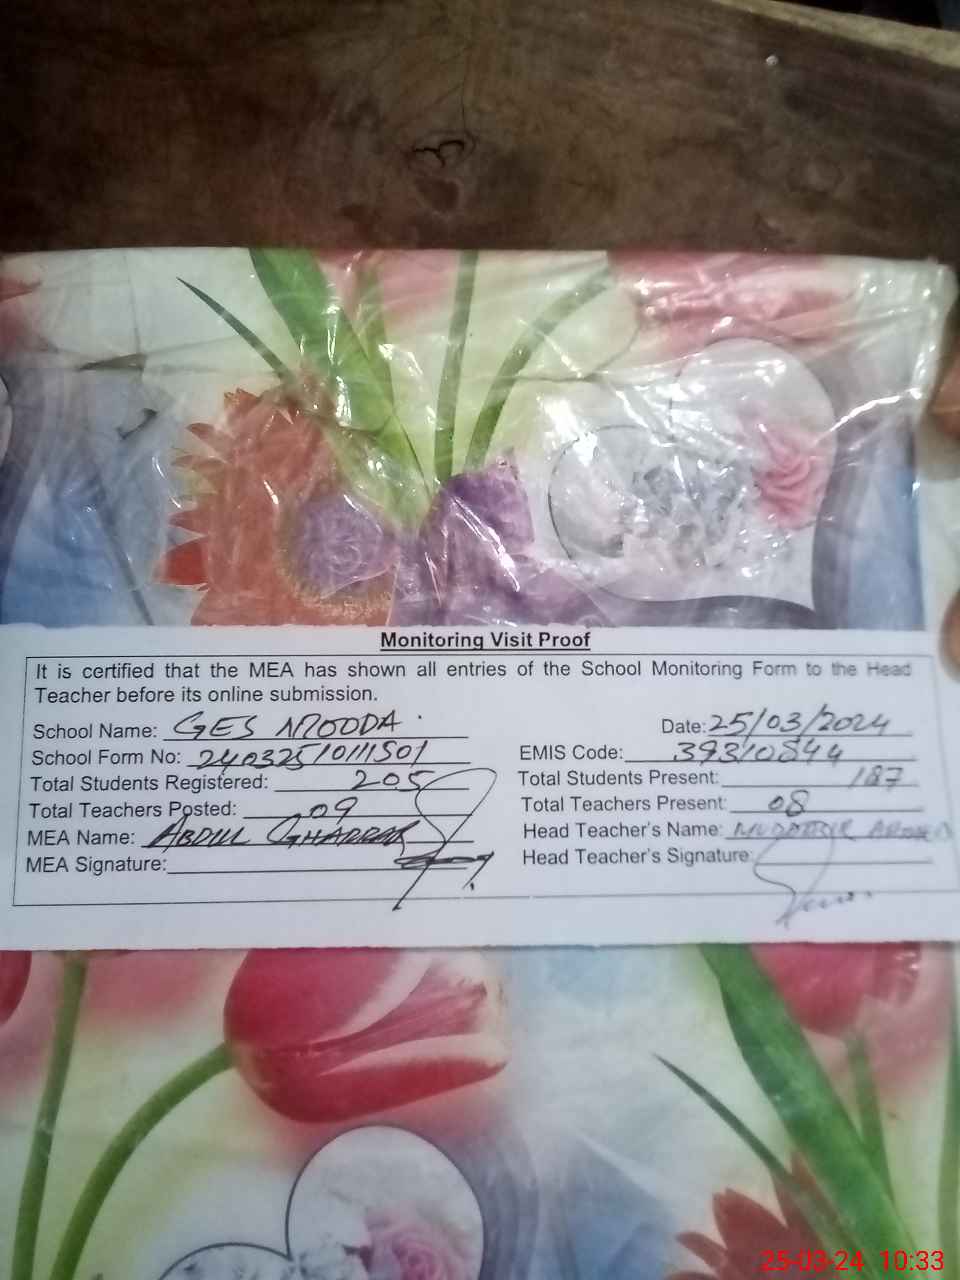 Monitoring Visit Proof
It is certified that the MEA has shown all entries of the School Monitoring Form to the Head
Teacher before its online submission.
School Name: GES MOODA Date: 25/03/2024
School Form No: 24032510111501 EMIS Code: 39310844
Total Students Registered: 205 Total Students Present: 187
Total Teachers Posted: 09 Total Teachers Present: 08
MEA Name: ABDUL GHAFFAR Head Teacher's Name:
MEA Signature: Head Teacher's Signature:
25-03-24 10:33